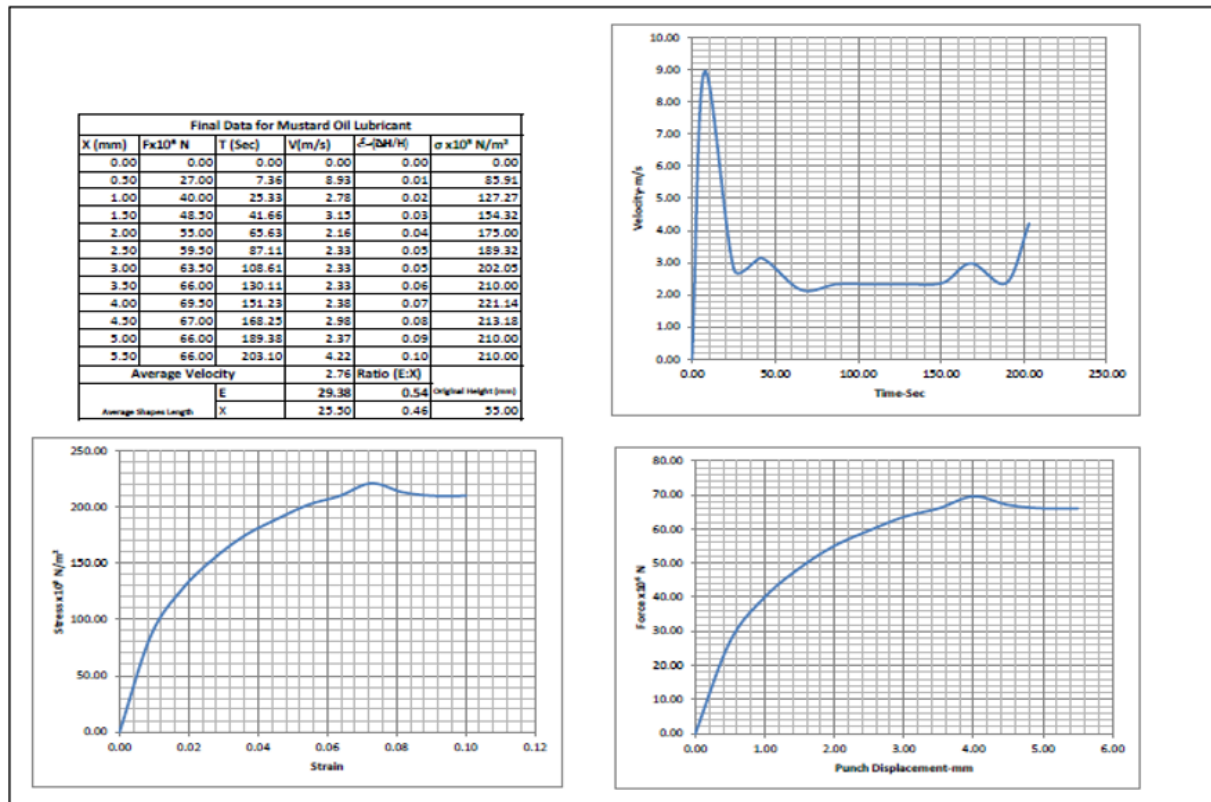 Final Data for Mustard Oil Lubricant
X (mm) T (Sec) V(m/s)
0.00 0.00 0.00 0.00 0.00 0.00
0.50 27.00 7.36 8.93 0.01 85.91
1.00 40.00 25.33 2.78 0.02 127.27
1.50 48.50 41.66 3.15 0.03 154.32
2.00 55.00 65.63 2.16 0.04 175.00
2.50 59.50 87.11 2.33 0.05 189.32
3.00 63.50 108.61 2.33 0.05 202.05
3.50 66.00 130.11 2.33 0.06 210.00
4.00 69.50 151.23 2.38 0.07 221.14
4.50 67.00 168.25 2.98 0.08 213.18
5.00 66.00 189.38 2.37 0.09 210.00
5.50 66.00 203.10 4.22 0.10 210.00
Average Velocity 2.76 Ratio (E:X)
E 29.38 0.54 Original Height (mm)
Average Shapes Length X 25.50 0.46 55.00
10.00
9.00
8.00
7.00
6.00
5.00
4.00
3.00
2.00
1.00
0.00
Velocity-m/s
0.00 50.00 100.00 150.00 200.00 250.00
Time-Sec
250.00
200.00
150.00
100.00
50.00
0.00
0.00 0.02 0.04 0.06 0.08 0.10 0.12
Strain
80.00
70.00
60.00
50.00
40.00
30.00
20.00
10.00
0.00
0.00 1.00 2.00 3.00 4.00 5.00 6.00
Punch Displacement-mm